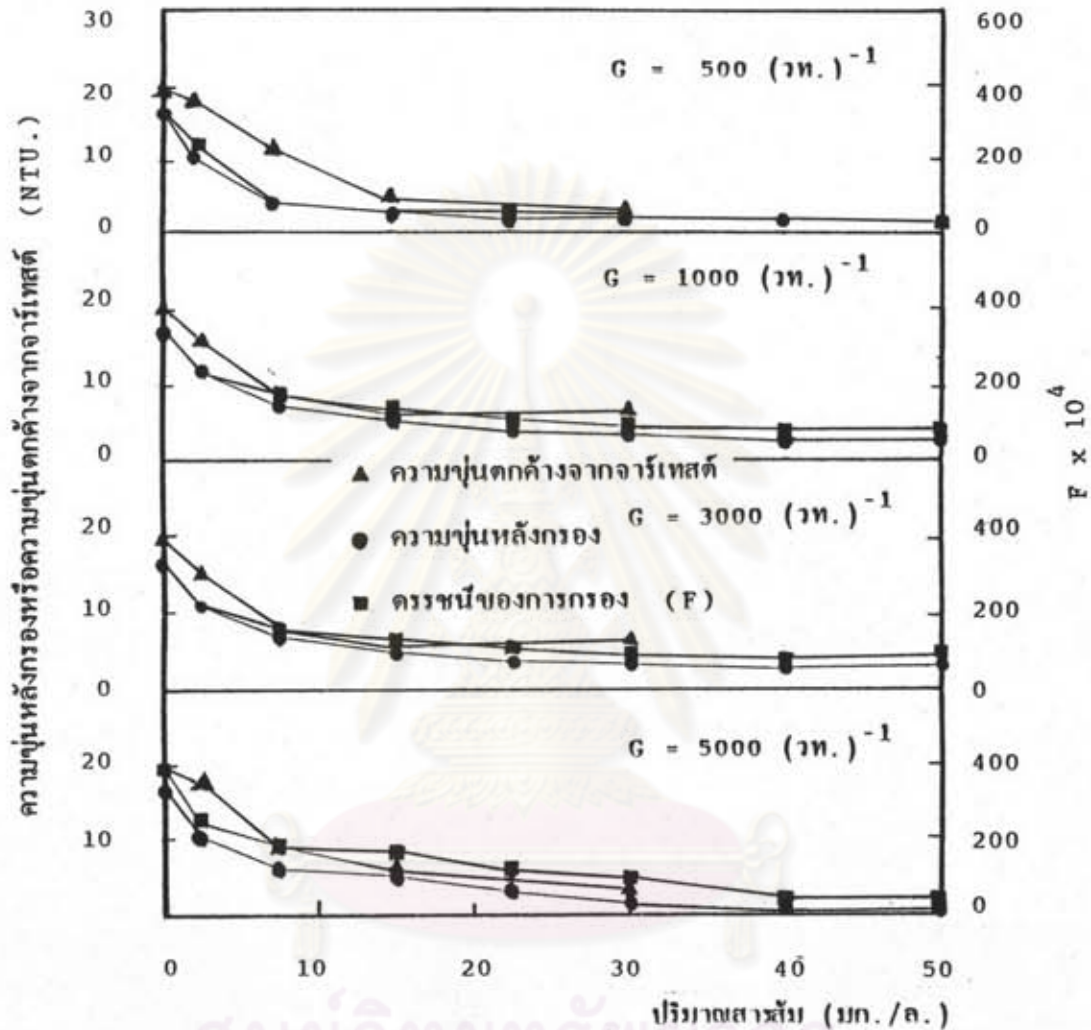 30
600
G = 500 (วท.)⁻¹
20
400
10
200
0
0
G = 1000 (วท.)⁻¹
20
400
10
200
0
0
▲ ความขุ่นตกค้างจากจาร์เทสต์
G = 3000 (วท.)⁻¹
20
400
● ความขุ่นหลังกรอง
10
200
■ ดรรชนีของการกรอง (F)
0
0
G = 5000 (วท.)⁻¹
20
400
10
200
0
0 10 20 30 40 50
ปริมาณสารส้ม (มก./ล.)
ความขุ่นหลังกรองหรือความขุ่นตกค้างจากจาร์เทสต์ (NTU.)
F x 10⁴